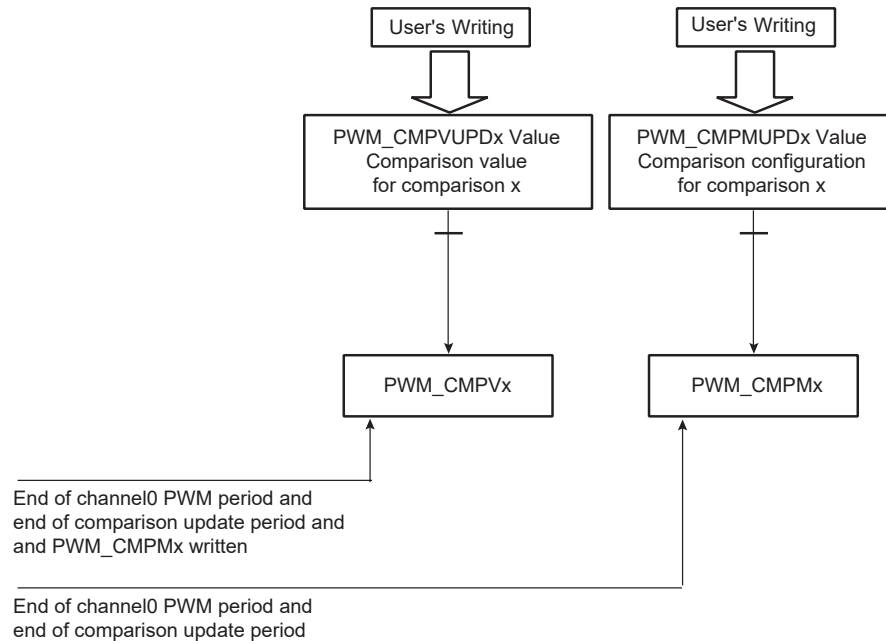 User's Writing
User's Writing
PWM_CMPVUPDx Value
Comparison value
for comparison x
PWM_CMPMUPDx Value
Comparison configuration
for comparison x
PWM_CMPVx
PWM_CMPMx
End of channel0 PWM period and
end of comparison update period and
and PWM_CMPMx written
End of channel0 PWM period and
end of comparison update period